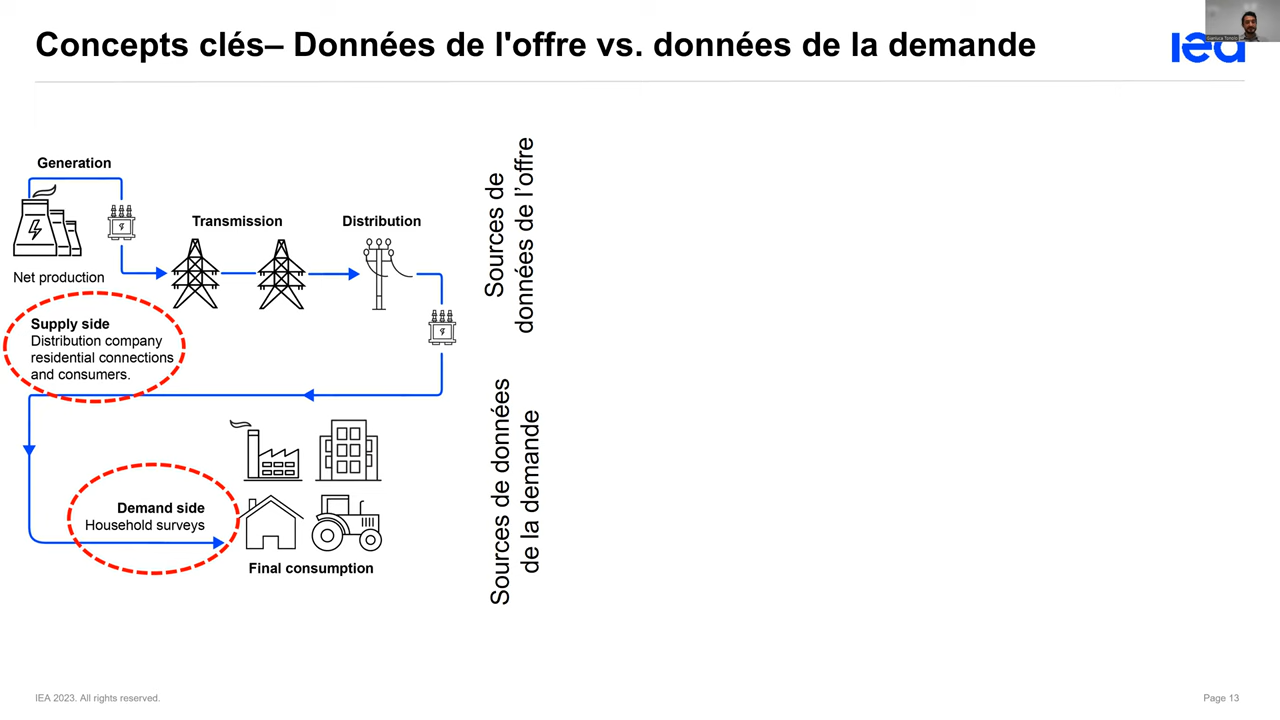 Concepts clés– Données de l'offre vs. données de la demande
iea
Generation
Transmission
Distribution
Net production
Supply side
Distribution company
residential connections
and consumers.
Demand side
Household surveys
Final consumption
Sources de
données de l'offre
Sources de données
de la demande
IEA 2023. All rights reserved.
Page 13